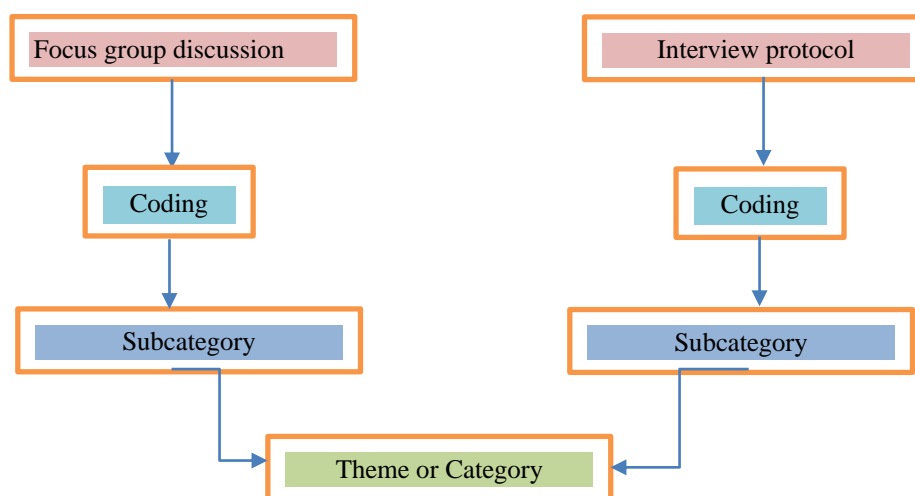 Focus group discussion
Interview protocol
Coding
Coding
Subcategory
Subcategory
Theme or Category